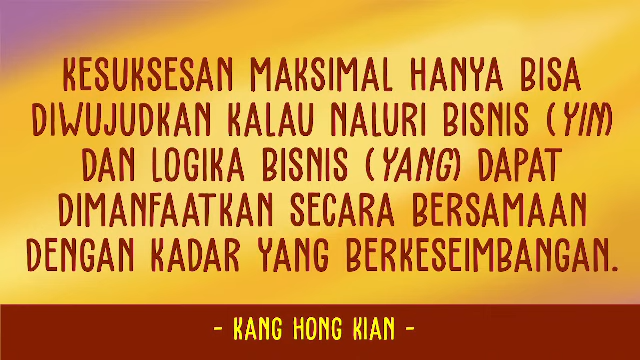 KESUKSESAN MAKSIMAL HANYA BISA
DIWUJUDKAN KALAU NALURI BISNIS (YIM)
DAN LOGIKA BISNIS (YANG) DAPAT
DIMANFAATKAN SECARA BERSAMAAN
DENGAN KADAR YANG BERKESEIMBANGAN.
- KANG HONG KIAN -